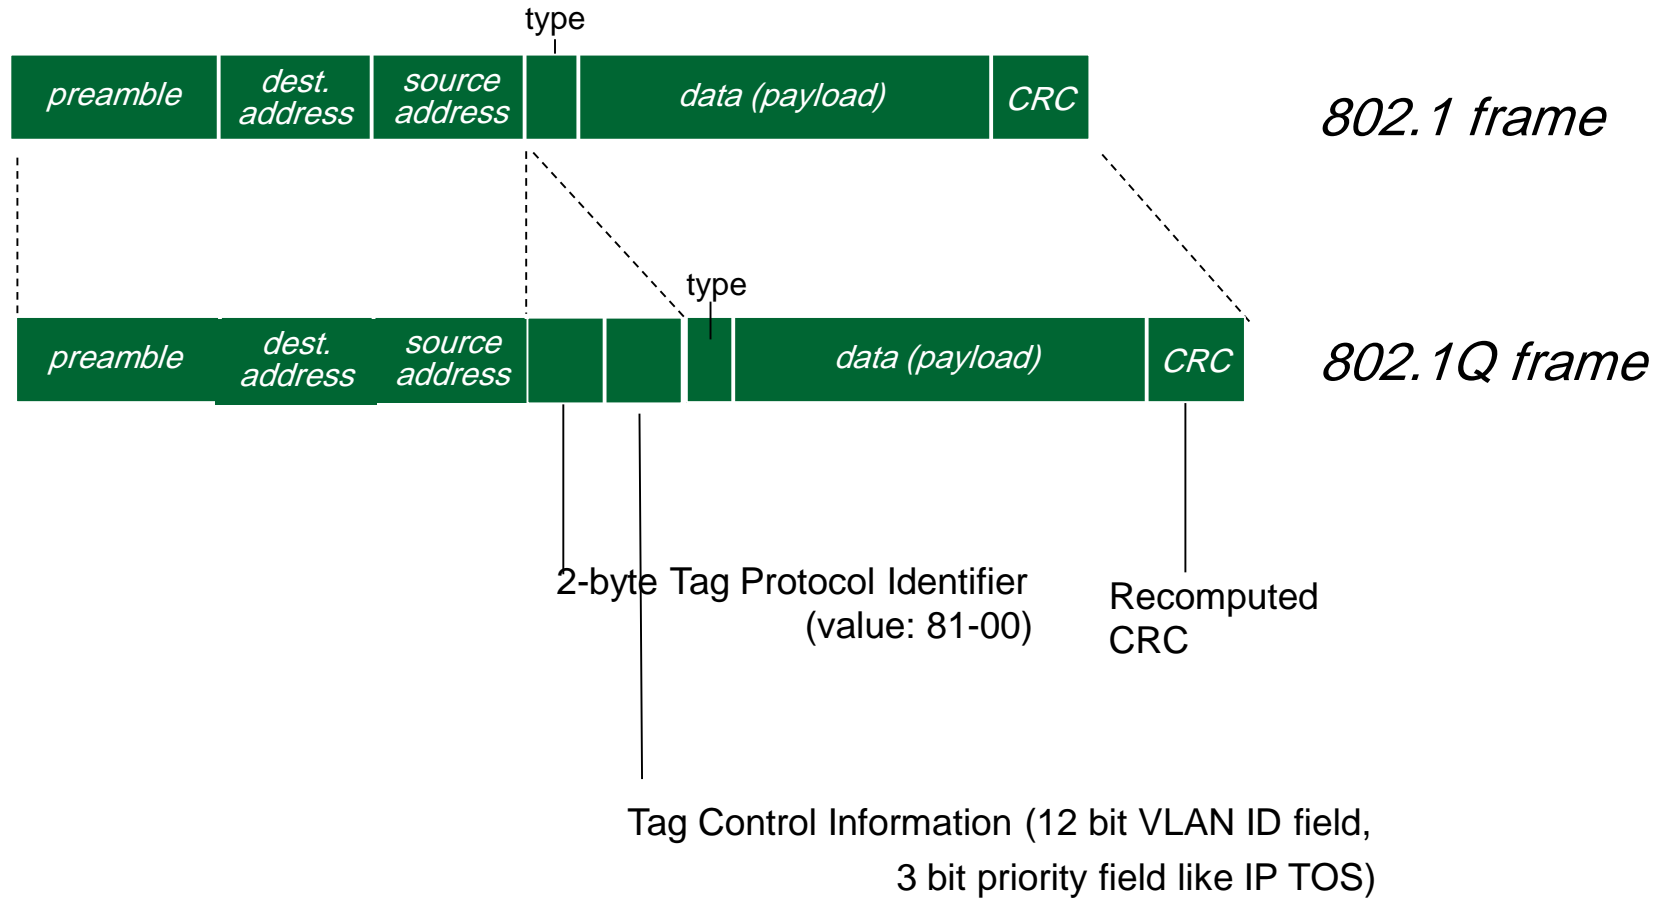 type
preamble
dest.
address
source
address
data (payload)
CRC
802.1 frame
type
preamble
dest.
address
source
address
data (payload)
CRC
802.1Q frame
2-byte Tag Protocol Identifier
(value: 81-00)
Recomputed
CRC
Tag Control Information (12 bit VLAN ID field,
3 bit priority field like IP TOS)